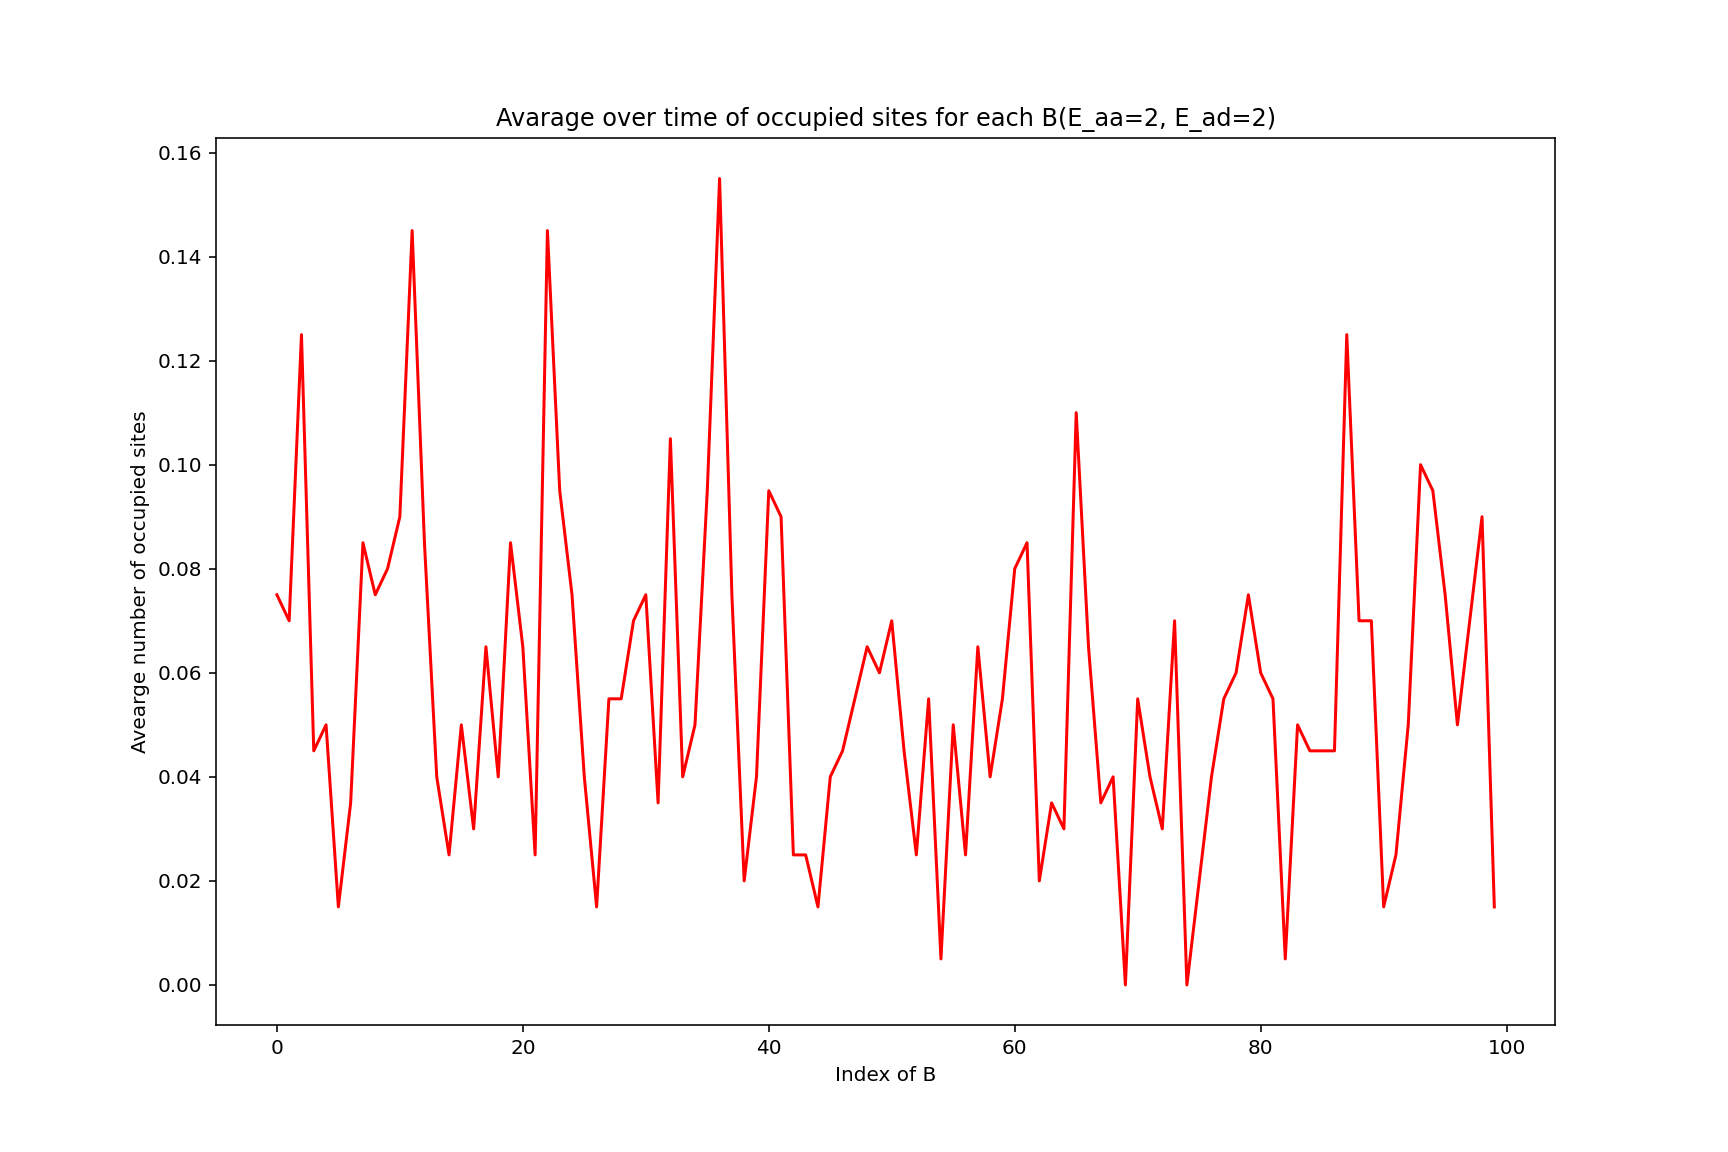 Avarage over time of occupied sites for each B(E_aa=2, E_ad=2)
0.16
0.14
0.12
0.10
0.08
0.06
0.04
0.02
0.00
Avearge number of occupied sites
0 20 40 60 80 100
Index of B